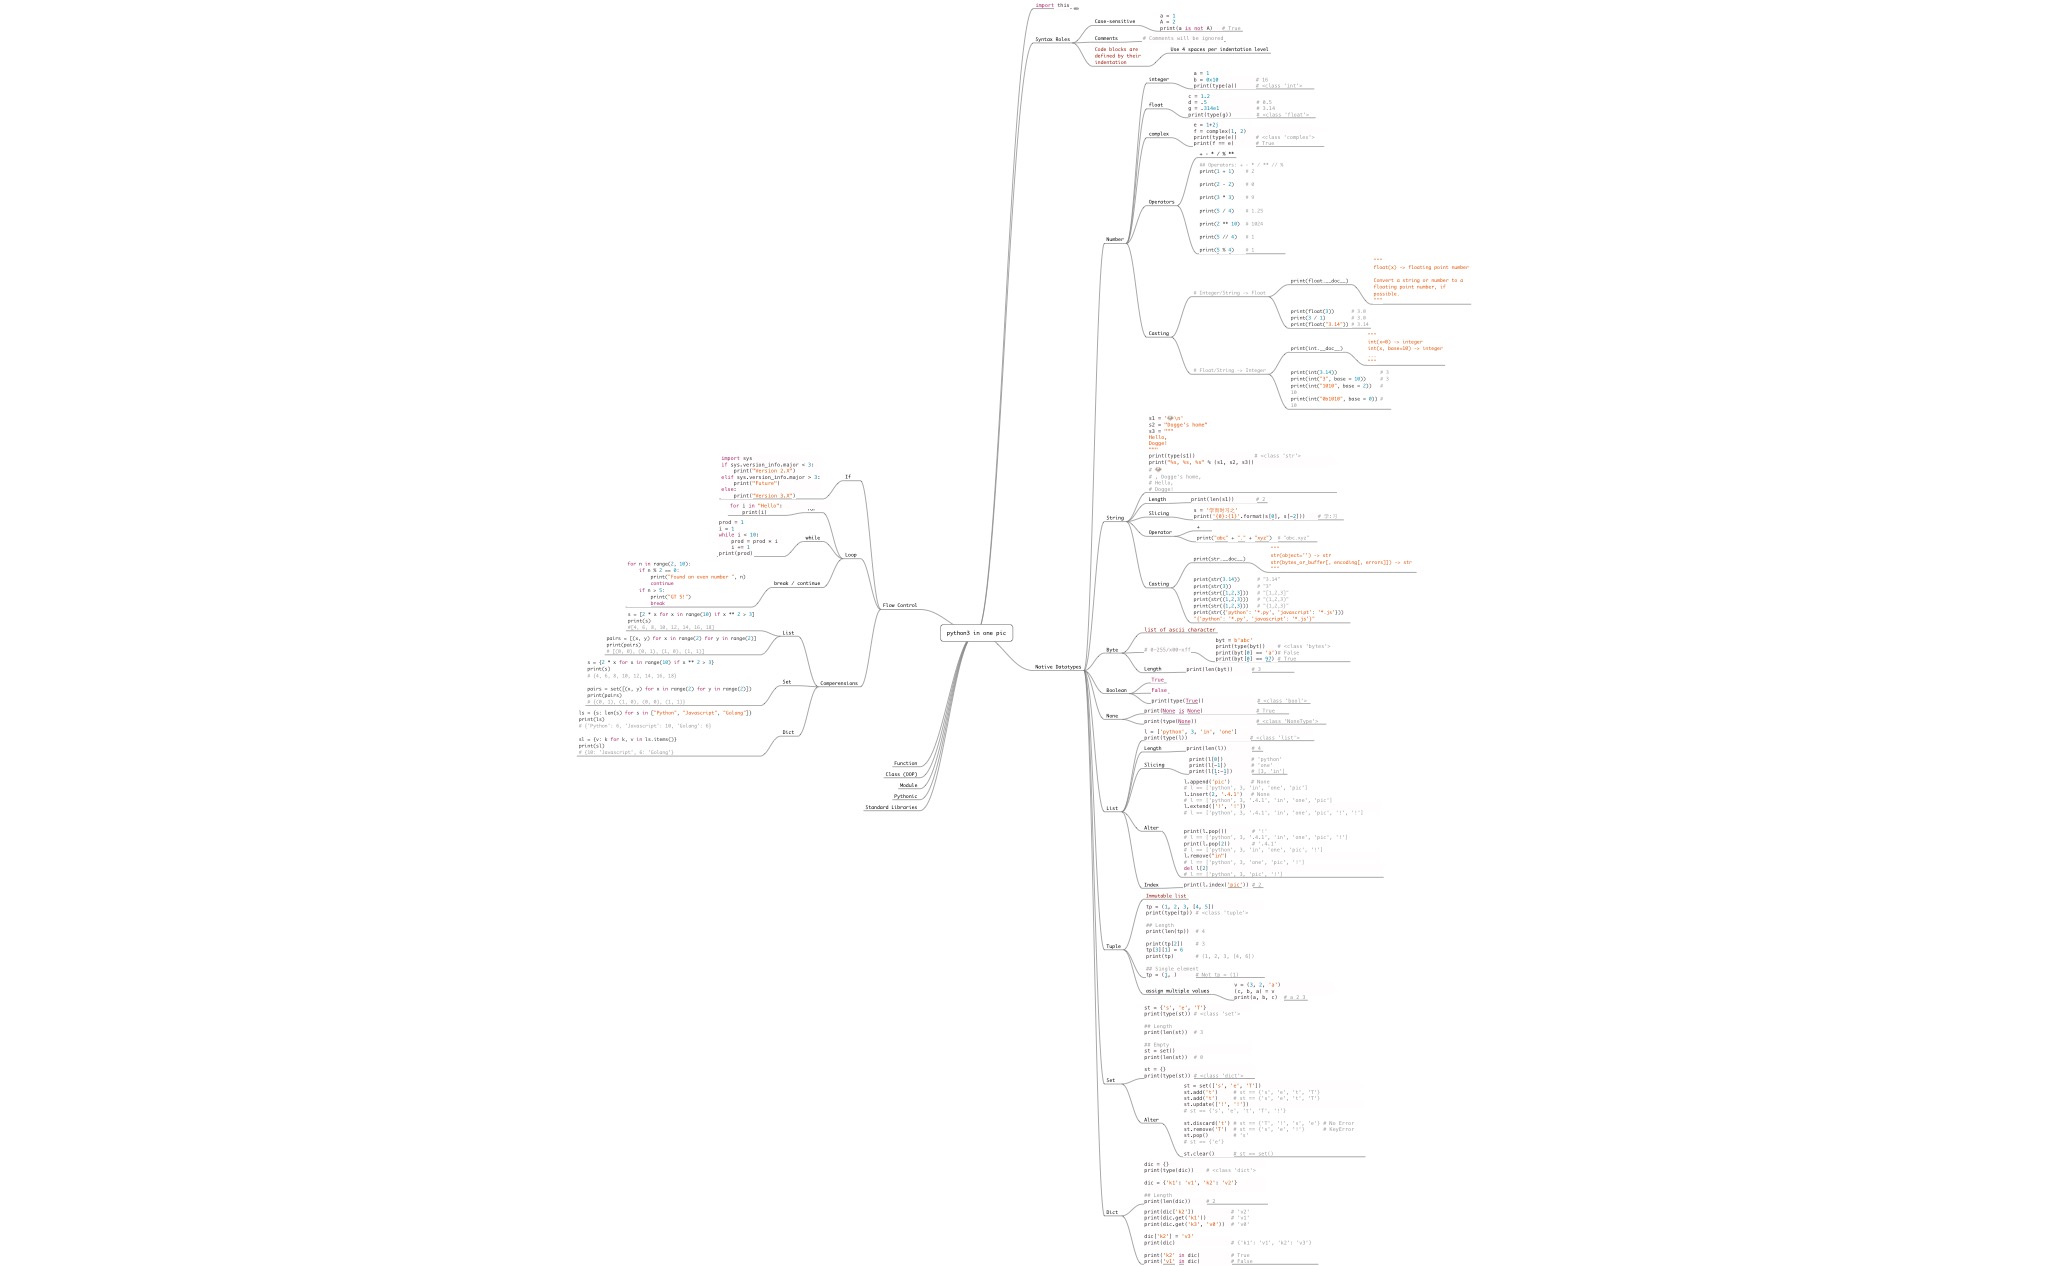 python3 in one pic
import this
Syntax Roles
Case-sensitive
a = 1
A = 2
print(a is not A) # True
Comments
# Comments will be ignored
Code blocks are
defined by their
indentation
Use 4 spaces per indentation level
Native Datatypes
Number
integer
a = 1
b = 0x10 # 16
print(type(a)) # <class 'int'>
float
c = 1.2
d = .5 # 0.5
g = .314e1 # 3.14
print(type(g)) # <class 'float'>
complex
e = 1+2j
f = complex(1, 2)
print(type(e)) # <class 'complex'>
print(f == e) # True
Operators
+ - * / % **
## Operators: + - * / ** // %
print(1 + 1) # 2
print(2 - 2) # 0
print(3 * 3) # 9
print(5 / 4) # 1.25
print(2 ** 10) # 1024
print(5 // 4) # 1
print(5 % 4) # 1
Casting
# Integer/String -> Float
print(float.__doc__)
"""
float(x) -> floating point number
Convert a string or number to a
floating point number, if
possible.
"""
print(float(3)) # 3.0
print(3 / 1) # 3.0
print(float("3.14")) # 3.14
# Float/String -> Integer
print(int.__doc__)
"""
int(x=0) -> integer
int(x, base=10) -> integer
...
"""
print(int(3.14)) # 3
print(int("3", base = 10)) # 3
print(int("1010", base = 2)) #
10
print(int("0b1010", base = 0)) #
10
String
s1 = '😂\n'
s2 = "Dogge's home"
s3 = """
Hello,
Dogge!
"""
print(type(s1)) # <class 'str'>
print("%s, %s, %s" % (s1, s2, s3))
# 😂
# , Dogge's home,
# Hello,
# Dogge!
Length
print(len(s1)) # 2
Slicing
s = '学而时习之'
print('{0}:{1}'.format(s[0], s[-2])) # 学:习
Operator
+
print("abc" + "." + "xyz") # "abc.xyz"
Casting
print(str.__doc__)
"""
str(object='') -> str
str(bytes_or_buffer[, encoding[, errors]]) -> str
"""
print(str(3.14)) # "3.14"
print(str(3)) # "3"
print(str([1,2,3])) # "[1,2,3]"
print(str((1,2,3))) # "(1,2,3)"
print(str({1,2,3})) # "{1,2,3}"
print(str({'python': '*.py', 'javascript': '*.js'}))
"{'python': '*.py', 'javascript': '*.js'}"
Byte
list of ascii character
# 0-255/x00-xff
byt = b'abc'
print(type(byt)) # <class 'bytes'>
print(byt[0] == 'a')# False
print(byt[0] == 97) # True
Length
print(len(byt)) # 3
Boolean
True
False
print(type(True)) # <class 'bool'>
None
print(None is None) # True
print(type(None)) # <class 'NoneType'>
List
l = ['python', 3, 'in', 'one']
print(type(l)) # <class 'list'>
Length
print(len(l)) # 4
Slicing
print(l[0]) # 'python'
print(l[-1]) # 'one'
print(l[1:-1]) # [3, 'in']
Alter
l.append('pic') # None
# l == ['python', 3, 'in', 'one', 'pic']
l.insert(2, '.4.1') # None
# l == ['python', 3, '.4.1', 'in', 'one', 'pic']
l.extend(['!', '!'])
# l == ['python', 3, '.4.1', 'in', 'one', 'pic', '!', '!']
print(l.pop()) # '!'
# l == ['python', 3, '.4.1', 'in', 'one', 'pic', '!']
print(l.pop(2)) # '.4.1'
# l == ['python', 3, 'in', 'one', 'pic', '!']
l.remove("in")
# l == ['python', 3, 'one', 'pic', '!']
del l[2]
# l == ['python', 3, 'pic', '!']
Index
print(l.index('pic')) # 2
Tuple
Immutable list
tp = (1, 2, 3, [4, 5])
print(type(tp)) # <class 'tuple'>
## Length
print(len(tp)) # 4
print(tp[2]) # 3
tp[3][1] = 6
print(tp) # (1, 2, 3, [4, 6])
## Single element
tp = (1, ) # Not tp = (1)
assign multiple values
v = (3, 2, 'a')
(c, b, a) = v
print(a, b, c) # a 2 3
Set
st = {'s', 'e', 'T'}
print(type(st)) # <class 'set'>
## Length
print(len(st)) # 3
## Empty
st = set()
print(len(st)) # 0
st = {}
print(type(st)) # <class 'dict'>
Alter
st = set(['s', 'e', 'T'])
st.add('t') # st == {'s', 'e', 't', 'T'}
st.add('t') # st == {'s', 'e', 't', 'T'}
st.update(['!', '!'])
# st == {'s', 'e', 't', 'T', '!'}
st.discard('t') # st == {'T', '!', 's', 'e'} # No Error
st.remove('T') # st == {'s', 'e', '!'} # KeyError
st.pop() # 's'
# st == {'e'}
st.clear() # st == set()
Dict
dic = {}
print(type(dic)) # <class 'dict'>
dic = {'k1': 'v1', 'k2': 'v2'}
## Length
print(len(dic)) # 2
print(dic['k2']) # 'v2'
print(dic.get('k1')) # 'v1'
print(dic.get('k3', 'v0')) # 'v0'
dic['k2'] = 'v3'
print(dic) # {'k1': 'v1', 'k2': 'v3'}
print('k2' in dic) # True
print('v1' in dic) # False
Flow Control
If
import sys
if sys.version_info.major < 3:
print("Version 2.X")
elif sys.version_info.major > 3:
print("Future")
else:
print("Version 3.X")
Loop
for
for i in "Hello":
print(i)
while
prod = 1
i = 1
while i < 10:
prod = prod * i
i += 1
print(prod)
break / continue
for n in range(2, 10):
if n % 2 == 0:
print("Found an even number ", n)
continue
if n > 5:
print("GT 5!")
break
Comperensions
List
s = [2 * x for x in range(10) if x ** 2 > 3]
print(s)
#[4, 6, 8, 10, 12, 14, 16, 18]
pairs = [(x, y) for x in range(2) for y in range(2)]
print(pairs)
# [(0, 0), (0, 1), (1, 0), (1, 1)]
Set
s = {2 * x for x in range(10) if x ** 2 > 3}
print(s)
# {4, 6, 8, 10, 12, 14, 16, 18}
pairs = set([(x, y) for x in range(2) for y in range(2)])
print(pairs)
# {(0, 1), (1, 0), (0, 0), (1, 1)}
Dict
ls = {s: len(s) for s in ["Python", "Javascript", "Golang"]}
print(ls)
# {'Python': 6, 'Javascript': 10, 'Golang': 6}
sl = {v: k for k, v in ls.items()}
print(sl)
# {10: 'Javascript', 6: 'Golang'}
Function
Class (OOP)
Module
Pythonic
Standard Libraries